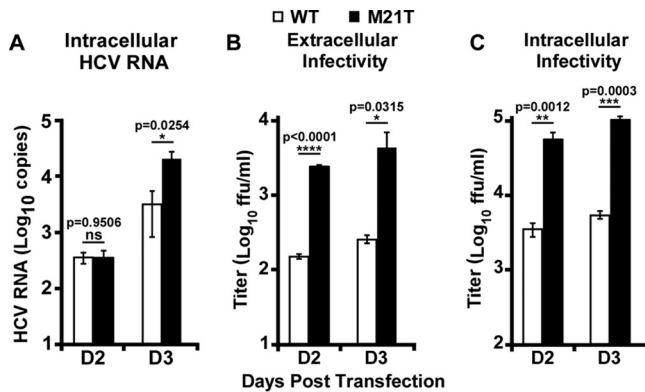 WT M21T
A Intracellular HCV RNA
HCV RNA (Log10 copies)
5
4
3
2
1
p=0.9506
ns
p=0.0254
*
D2 D3
B Extracellular Infectivity
Titer (Log10 ffu/ml)
4
3
2
1
p<0.0001
****
p=0.0315
*
D2 D3
C Intracellular Infectivity
Titer (Log10 ffu/ml)
5
4
3
2
p=0.0012
**
p=0.0003
***
D2 D3
Days Post Transfection